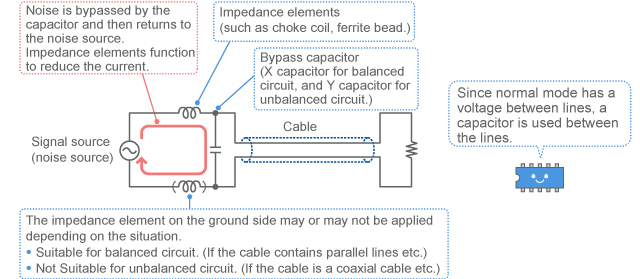 Noise is bypassed by the
capacitor and then returns to
the noise source.
Impedance elements function
to reduce the current.
Impedance elements
(such as choke coil, ferrite bead.)
Bypass capacitor
(X capacitor for balanced
circuit, and Y capacitor for
unbalanced circuit.)
Since normal mode has a
voltage between lines, a
capacitor is used between
the lines.
Cable
Signal source
(noise source)
The impedance element on the ground side may or may not be applied
depending on the situation.
• Suitable for balanced circuit. (If the cable contains parallel lines etc.)
• Not Suitable for unbalanced circuit. (If the cable is a coaxial cable etc.)